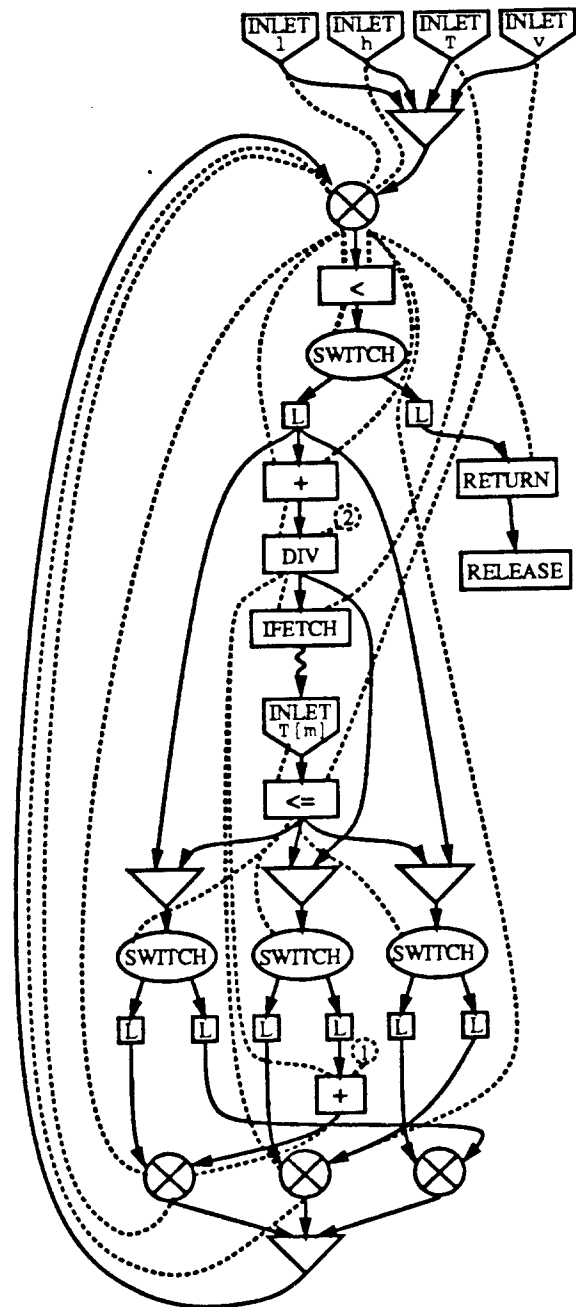 INLET INLET INLET INLET
l h T v
<
SWITCH
L L
+ RETURN
2
DIV RELEASE
IFETCH
INLET
T[m]
<=
SWITCH SWITCH SWITCH
L L L L L L
1
+